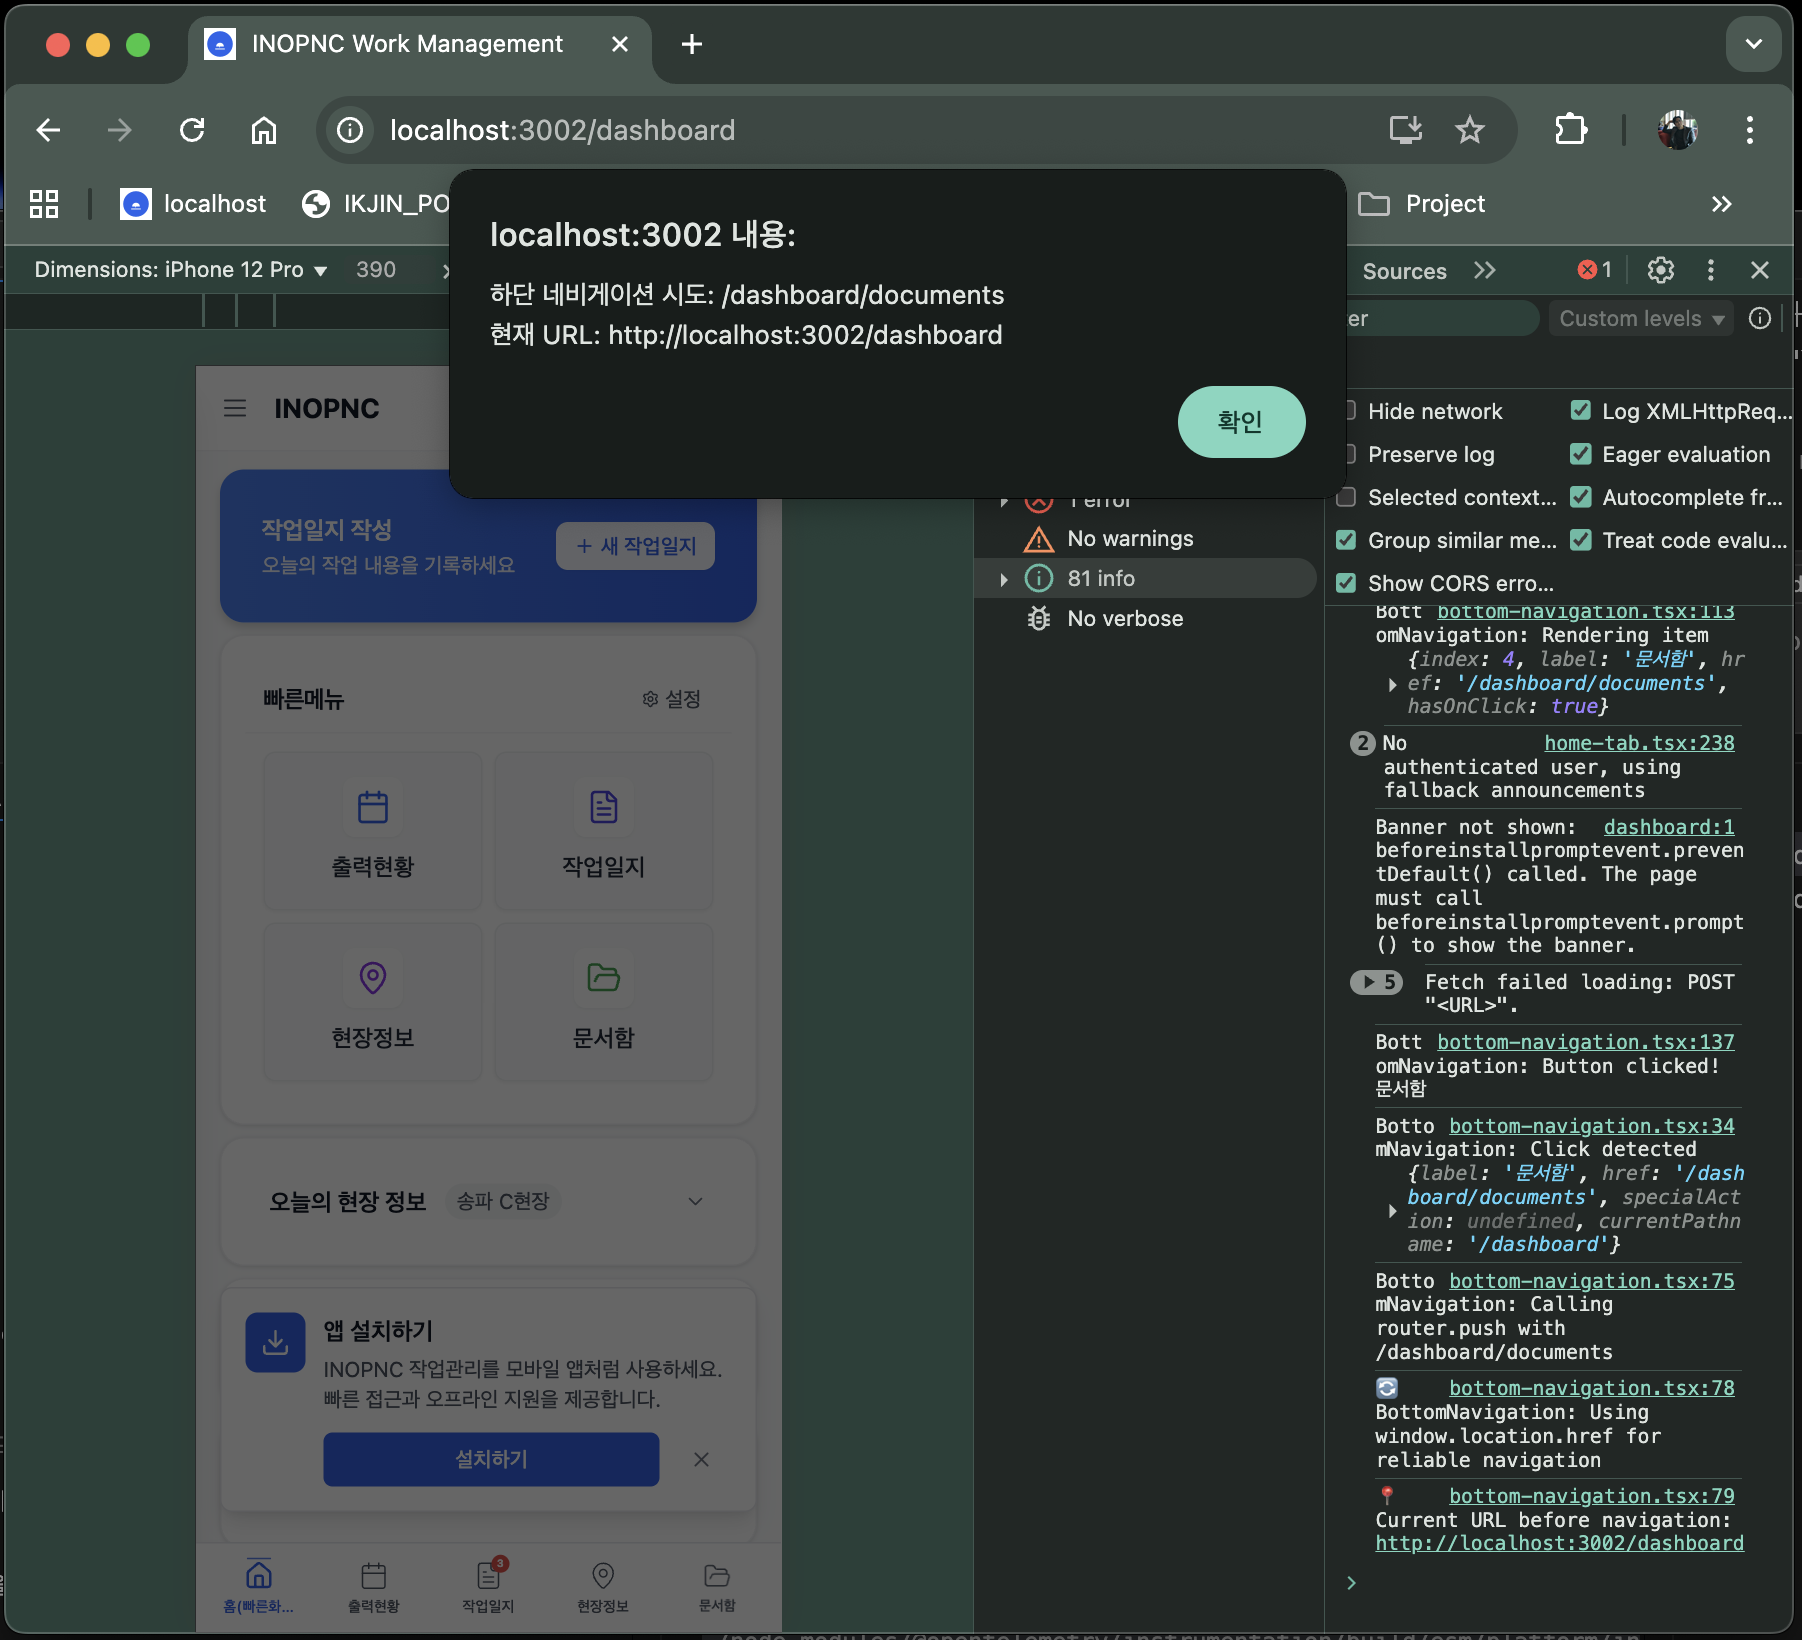 INOPNC Work Management
localhost:3002/dashboard
localhost
IKJIN_PO
Project
localhost:3002 내용:
하단 네비게이션 시도: /dashboard/documents
현재 URL: http://localhost:3002/dashboard
확인
Dimensions: iPhone 12 Pro
390
Sources
1
Custom levels
Hide network
Log XMLHttpReq...
Preserve log
Eager evaluation
Selected context...
Autocomplete fr...
Group similar me...
Treat code evalu...
Show CORS erro...
1 error
No warnings
81 info
No verbose
INOPNC
작업일지 작성
오늘의 작업 내용을 기록하세요
+ 새 작업일지
빠른메뉴
설정
출력현황
작업일지
현장정보
문서함
오늘의 현장 정보
송파 C현장
앱 설치하기
INOPNC 작업관리를 모바일 앱처럼 사용하세요.
빠른 접근과 오프라인 지원을 제공합니다.
설치하기
홈(빠른화...
출력현황
3
작업일지
현장정보
문서함
Bott bottom-navigation.tsx:113
omNavigation: Rendering item
{index: 4, label: '문서함', hr
ef: '/dashboard/documents',
hasOnClick: true}
2 No home-tab.tsx:238
authenticated user, using
fallback announcements
Banner not shown: dashboard:1
beforeinstallpromptevent.preven
tDefault() called. The page
must call
beforeinstallpromptevent.prompt
() to show the banner.
5 Fetch failed loading: POST
"<URL>".
Bott bottom-navigation.tsx:137
omNavigation: Button clicked!
문서함
Botto bottom-navigation.tsx:34
mNavigation: Click detected
{label: '문서함', href: '/dash
board/documents', specialAct
ion: undefined, currentPathn
ame: '/dashboard'}
Botto bottom-navigation.tsx:75
mNavigation: Calling
router.push with
/dashboard/documents
🔄 bottom-navigation.tsx:78
BottomNavigation: Using
window.location.href for
reliable navigation
📍 bottom-navigation.tsx:79
Current URL before navigation:
http://localhost:3002/dashboard